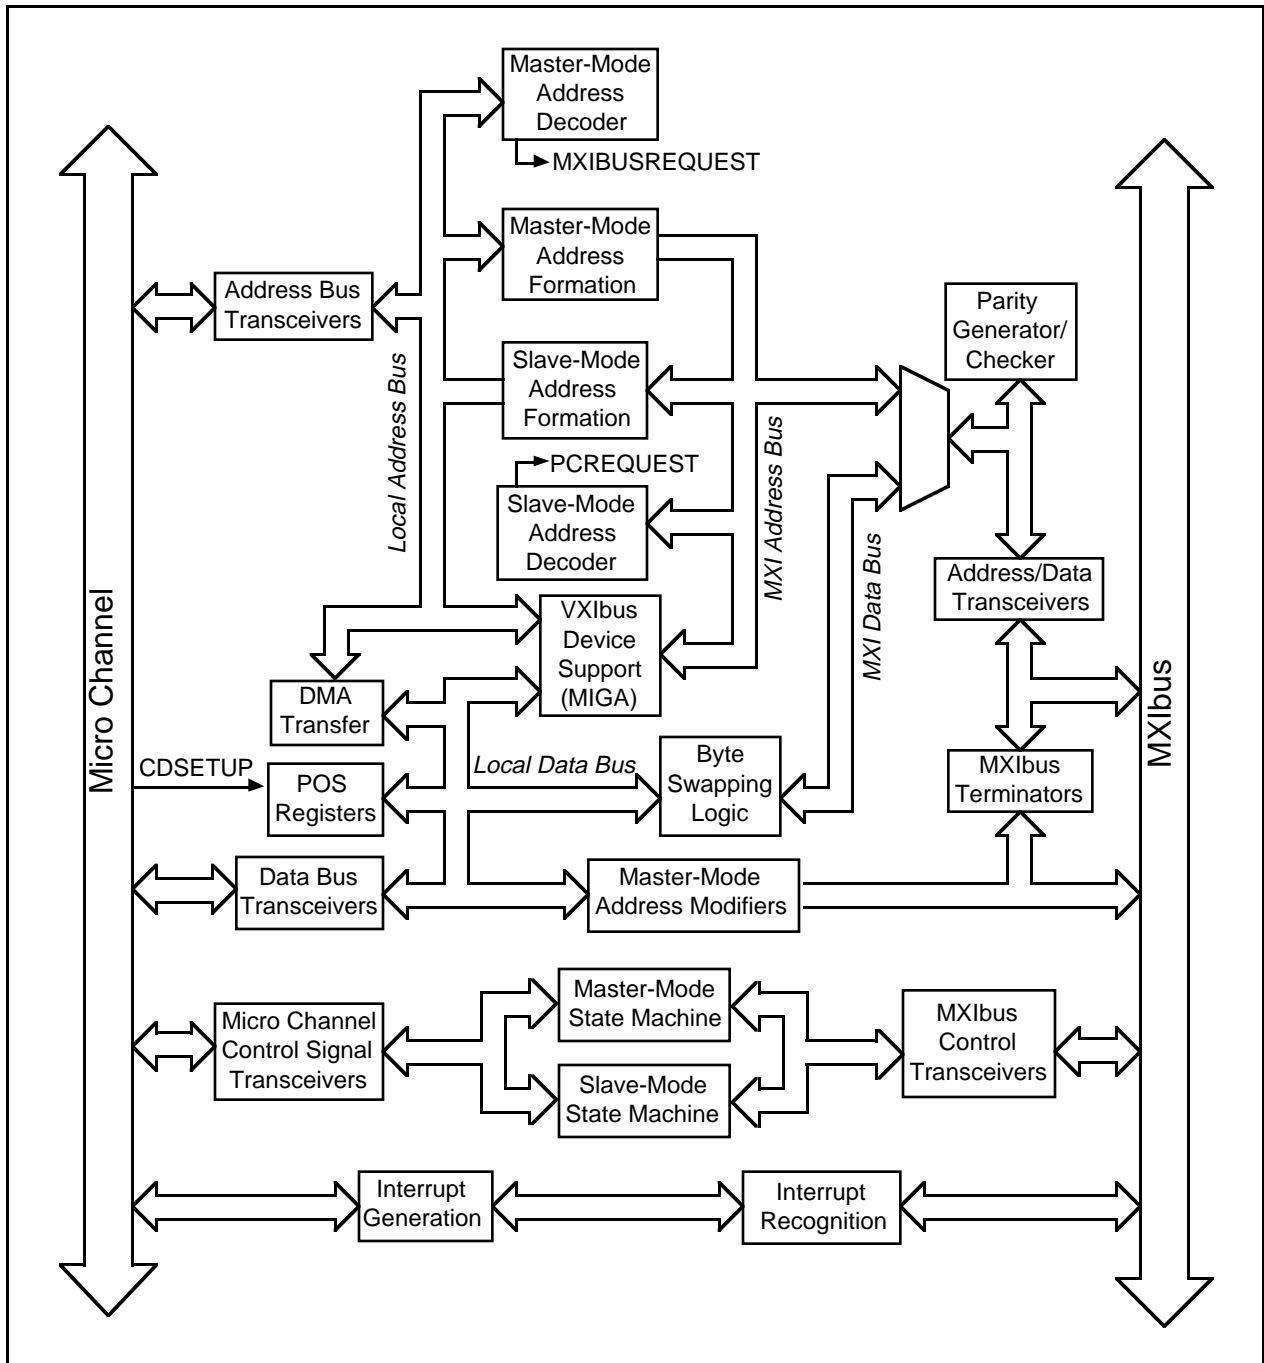 Master-Mode
Address
Decoder
MXIBUSREQUEST
Master-Mode
Address
Formation
Address Bus
Transceivers
Parity
Generator/
Checker
Slave-Mode
Address
Formation
Local Address Bus
MXI Address Bus
PCREQUEST
Slave-Mode
Address
Decoder
MXI Data Bus
Address/Data
Transceivers
VXIbus
Device
Support
(MIGA)
Micro Channel
MXIbus
DMA
Transfer
CDSETUP
POS
Registers
Local Data Bus
Byte
Swapping
Logic
MXIbus
Terminators
Data Bus
Transceivers
Master-Mode
Address Modifiers
Micro Channel
Control Signal
Transceivers
Master-Mode
State Machine
Slave-Mode
State Machine
MXIbus
Control
Transceivers
Interrupt
Generation
Interrupt
Recognition